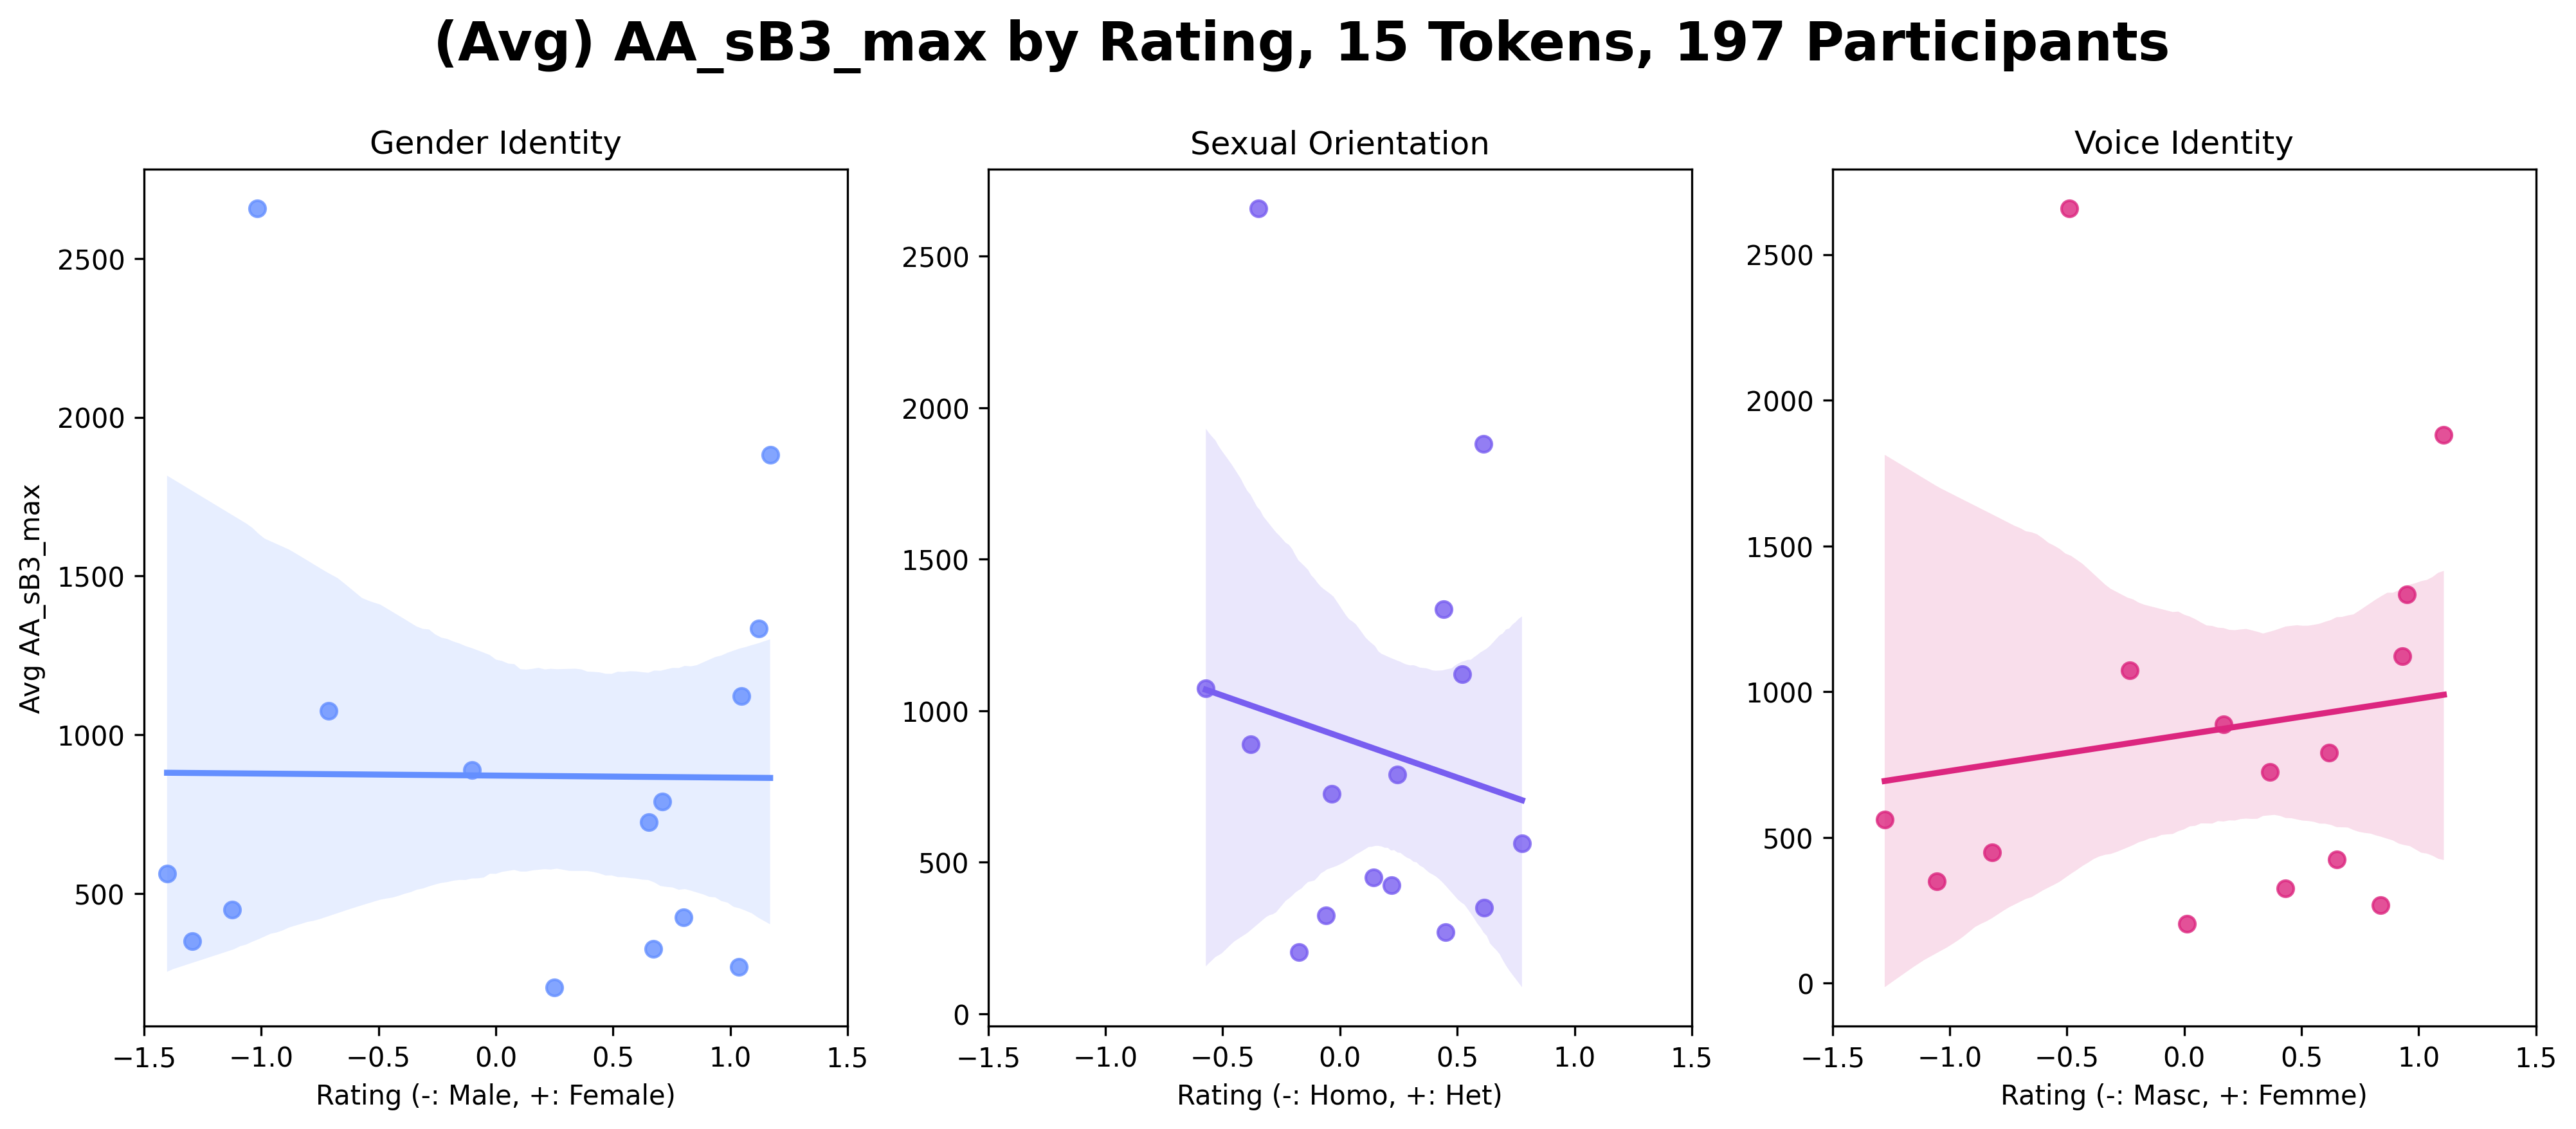 (Avg) AA_sB3_max by Rating, 15 Tokens, 197 Participants
Gender Identity
Avg AA_sB3_max
2500
2000
1500
1000
500
−1.5 −1.0 −0.5 0.0 0.5 1.0 1.5
Rating (-: Male, +: Female)
Sexual Orientation
2500
2000
1500
1000
500
0
−1.5 −1.0 −0.5 0.0 0.5 1.0 1.5
Rating (-: Homo, +: Het)
Voice Identity
2500
2000
1500
1000
500
0
−1.5 −1.0 −0.5 0.0 0.5 1.0 1.5
Rating (-: Masc, +: Femme)